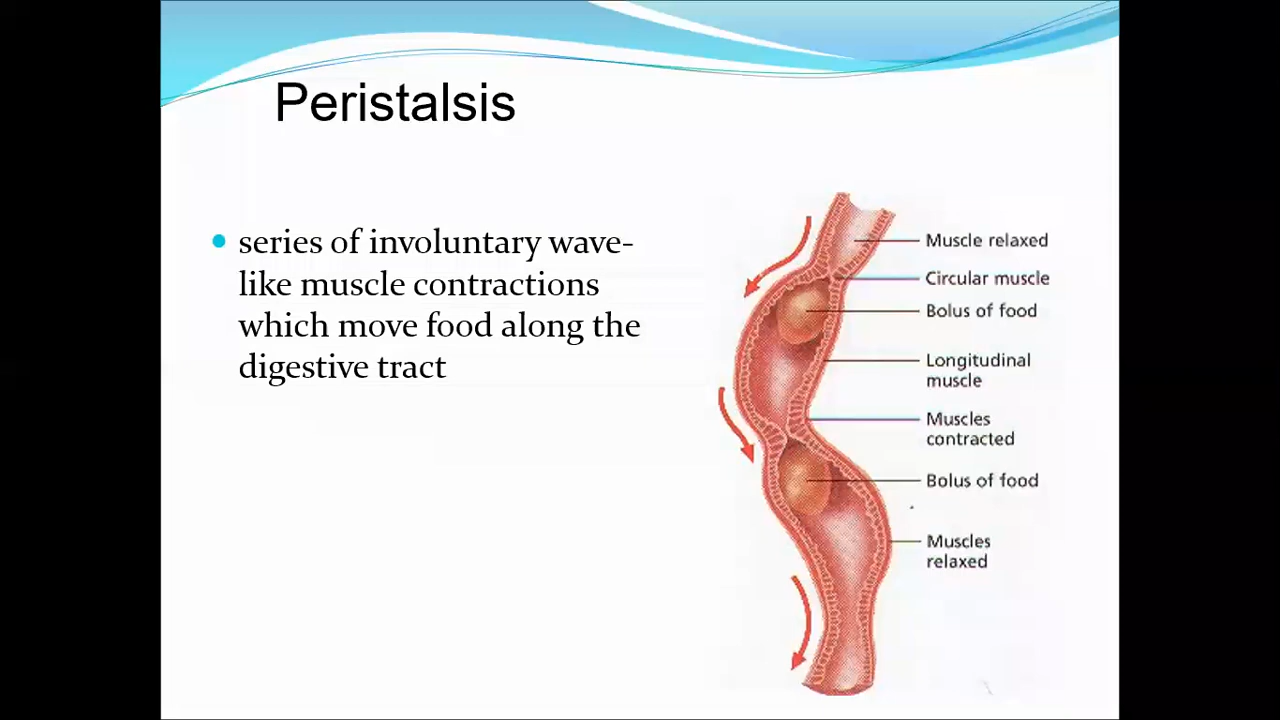 Peristalsis
series of involuntary wave-
like muscle contractions
which move food along the
digestive tract
Muscle relaxed
Circular muscle
Bolus of food
Longitudinal
muscle
Muscles
contracted
Bolus of food
Muscles
relaxed